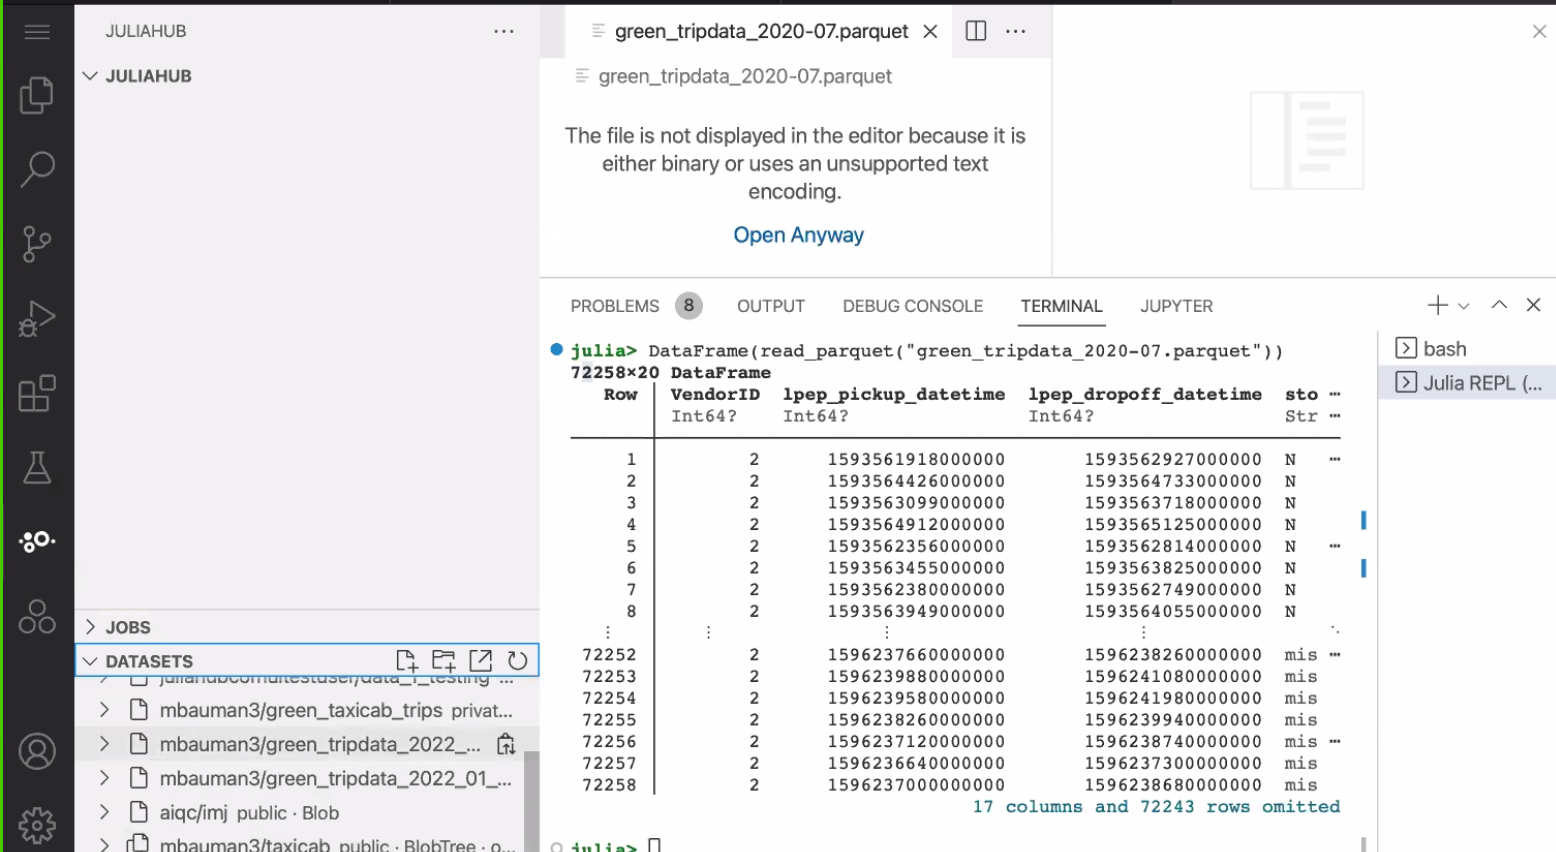 JULIAHUB ...
JULIAHUB
JOBS
DATASETS
juliahubcomultestuser/data_1_testing ...
mbauman3/green_taxicab_trips privat...
mbauman3/green_tripdata_2022_...
mbauman3/green_tripdata_2022_01_...
aiqc/imj public · Blob
mbauman3/taxicab public · BlobTree · o...
green_tripdata_2020-07.parquet
green_tripdata_2020-07.parquet
The file is not displayed in the editor because it is
either binary or uses an unsupported text
encoding.
Open Anyway
PROBLEMS 8 OUTPUT DEBUG CONSOLE TERMINAL JUPYTER
julia> DataFrame(read_parquet("green_tripdata_2020-07.parquet"))
72258×20 DataFrame
Row VendorID lpep_pickup_datetime lpep_dropoff_datetime sto ⋯
Int64? Int64? Int64? Str ⋯
1 2 1593561918000000 1593562927000000 N ⋯
2 2 1593564426000000 1593564733000000 N
3 2 1593563099000000 1593563718000000 N
4 2 1593564912000000 1593565125000000 N
5 2 1593562356000000 1593562814000000 N ⋯
6 2 1593563455000000 1593563825000000 N
7 2 1593562380000000 1593562749000000 N
8 2 1593563949000000 1593564055000000 N
⋮ ⋮ ⋮ ⋮ ⋱
72252 2 1596237660000000 1596238260000000 mis ⋯
72253 2 1596239880000000 1596241080000000 mis
72254 2 1596239580000000 1596241980000000 mis
72255 2 1596238260000000 1596239940000000 mis
72256 2 1596237120000000 1596238740000000 mis ⋯
72257 2 1596236640000000 1596237300000000 mis
72258 2 1596237000000000 1596238680000000 mis
17 columns and 72243 rows omitted
julia>
bash
Julia REPL (...